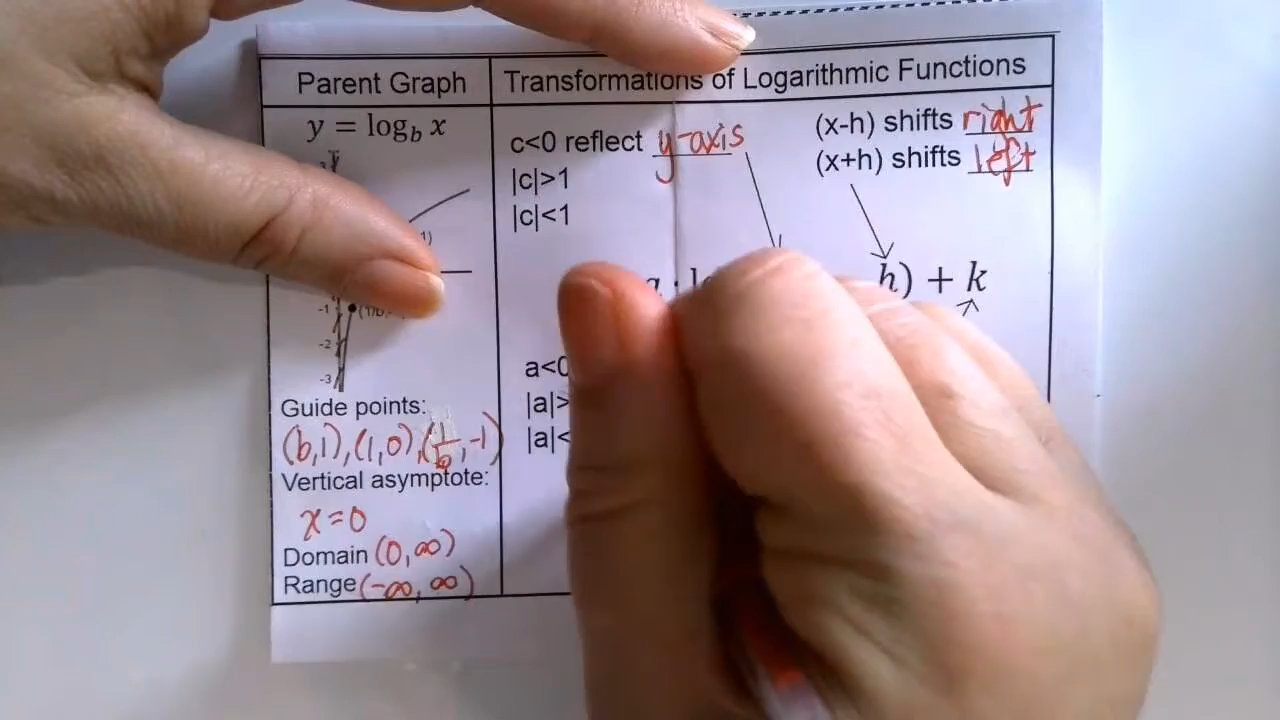 Parent Graph
Transformations of Logarithmic Functions
y = log_b x
1)
-1
-2
-3
Guide points:
(b,1),(1,0),(1/b,-1)
Vertical asymptote:
x=0
Domain (0,∞)
Range (-∞,∞)
c<0 reflect y-axis
|c|>1
|c|<1
(x-h) shifts right
(x+h) shifts left
h) + k
a<0
|a|>
|a|<